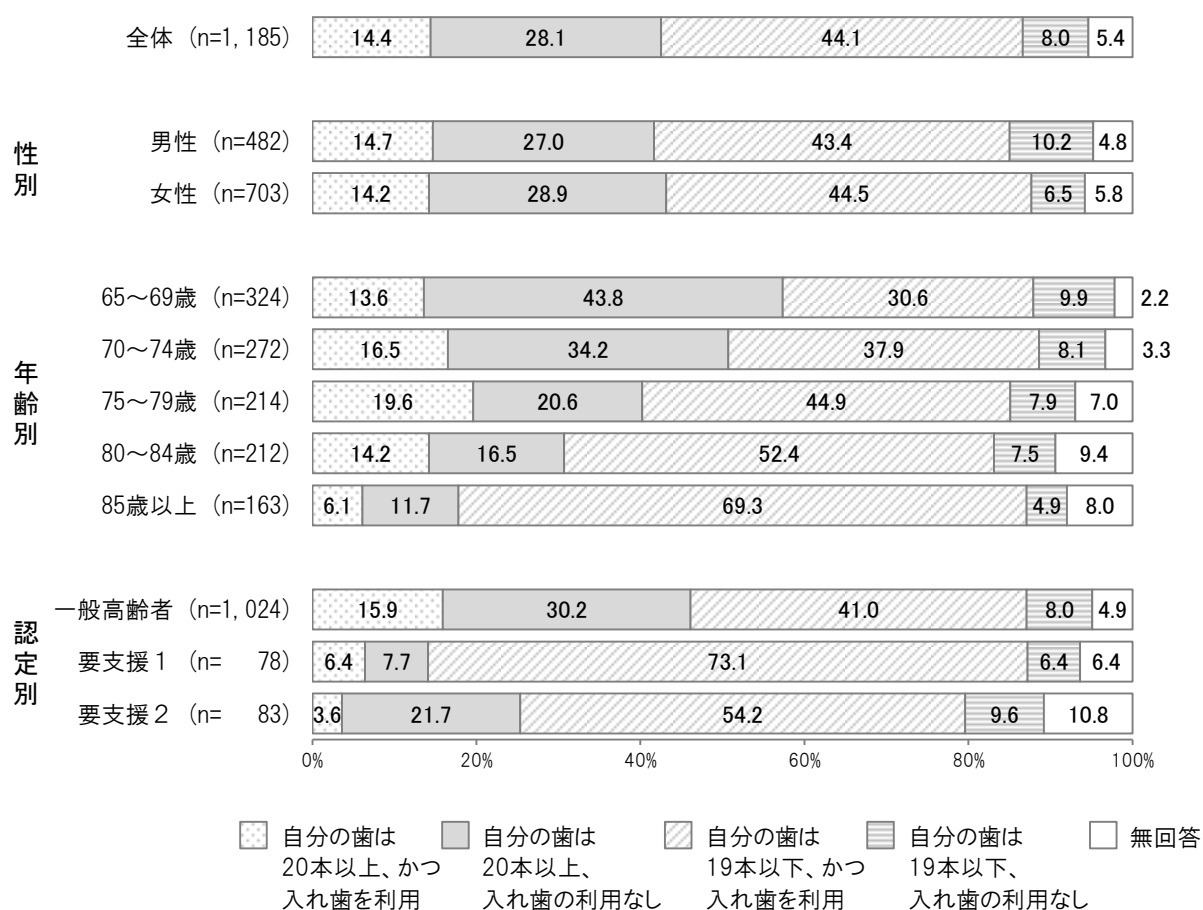 全体 (n=1,185) 14.4 28.1 44.1 8.0 5.4
性別
男性 (n=482) 14.7 27.0 43.4 10.2 4.8
女性 (n=703) 14.2 28.9 44.5 6.5 5.8
年齢別
65～69歳 (n=324) 13.6 43.8 30.6 9.9 2.2
70～74歳 (n=272) 16.5 34.2 37.9 8.1 3.3
75～79歳 (n=214) 19.6 20.6 44.9 7.9 7.0
80～84歳 (n=212) 14.2 16.5 52.4 7.5 9.4
85歳以上 (n=163) 6.1 11.7 69.3 4.9 8.0
認定別
一般高齢者 (n=1,024) 15.9 30.2 41.0 8.0 4.9
要支援１ (n= 78) 6.4 7.7 73.1 6.4 6.4
要支援２ (n= 83) 3.6 21.7 54.2 9.6 10.8
0% 20% 40% 60% 80% 100%
自分の歯は
20本以上、かつ
入れ歯を利用
自分の歯は
20本以上、
入れ歯の利用なし
自分の歯は
19本以下、かつ
入れ歯を利用
自分の歯は
19本以下、
入れ歯の利用なし
無回答